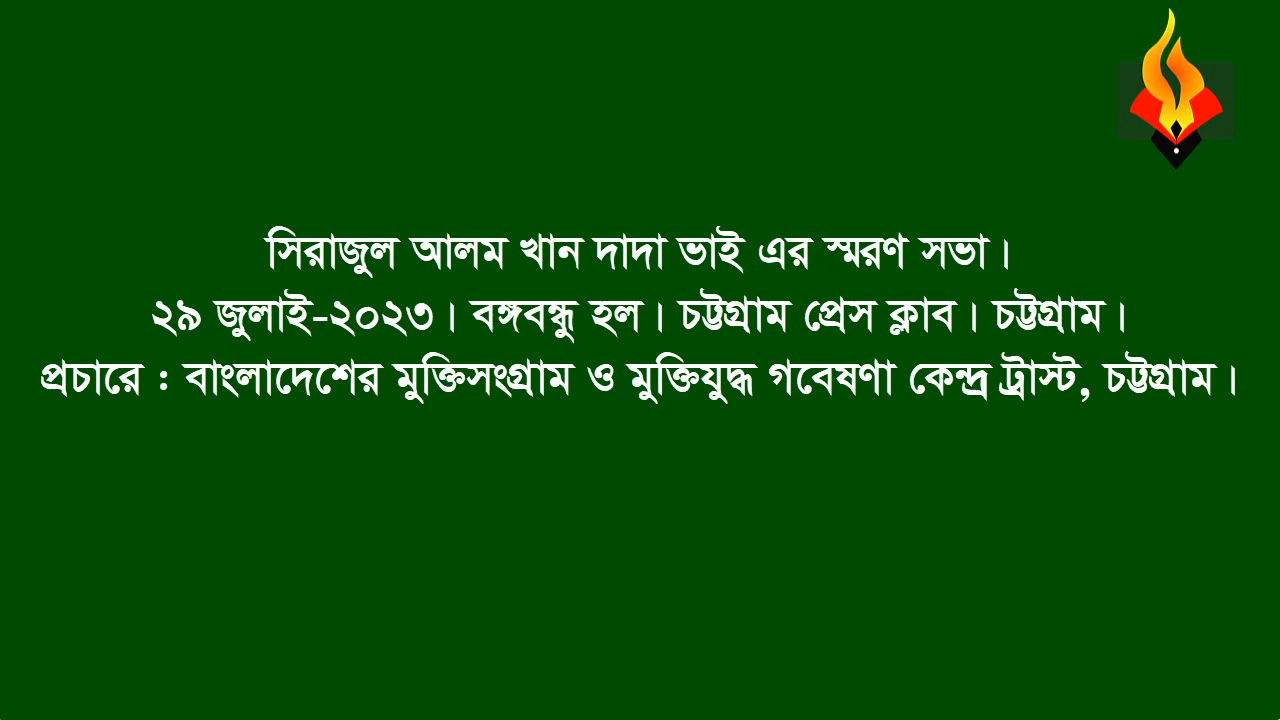 সিরাজুল আলম খান দাদা ভাই এর স্মরণ সভা।
২৯ জুলাই-২০২৩। বঙ্গবন্ধু হল। চট্টগ্রাম প্রেস ক্লাব। চট্টগ্রাম।
প্রচারে : বাংলাদেশের মুক্তিসংগ্রাম ও মুক্তিযুদ্ধ গবেষণা কেন্দ্র ট্রাস্ট, চট্টগ্রাম।